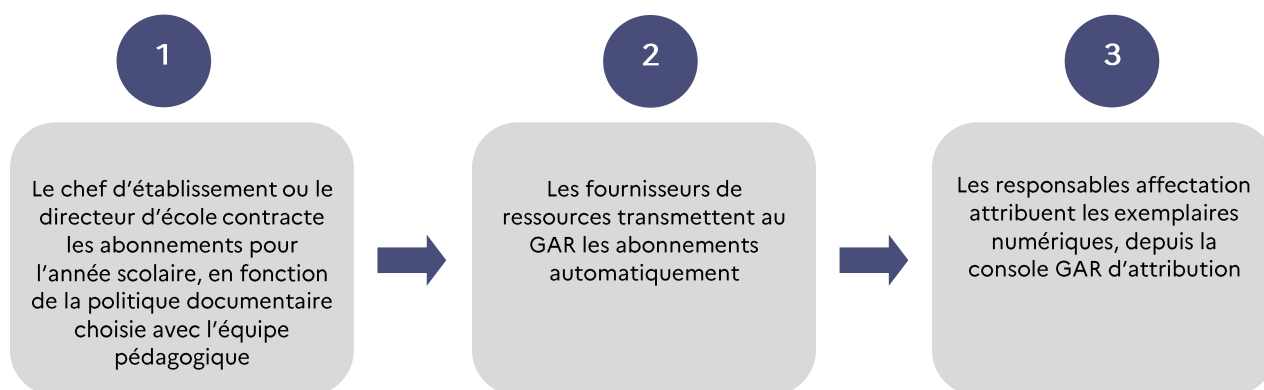 1
Le chef d'établissement ou le
directeur d'école contracte
les abonnements pour
l'année scolaire, en fonction
de la politique documentaire
choisie avec l'équipe
pédagogique
2
Les fournisseurs de
ressources transmettent au
GAR les abonnements
automatiquement
3
Les responsables affectation
attribuent les exemplaires
numériques, depuis la
console GAR d'attribution